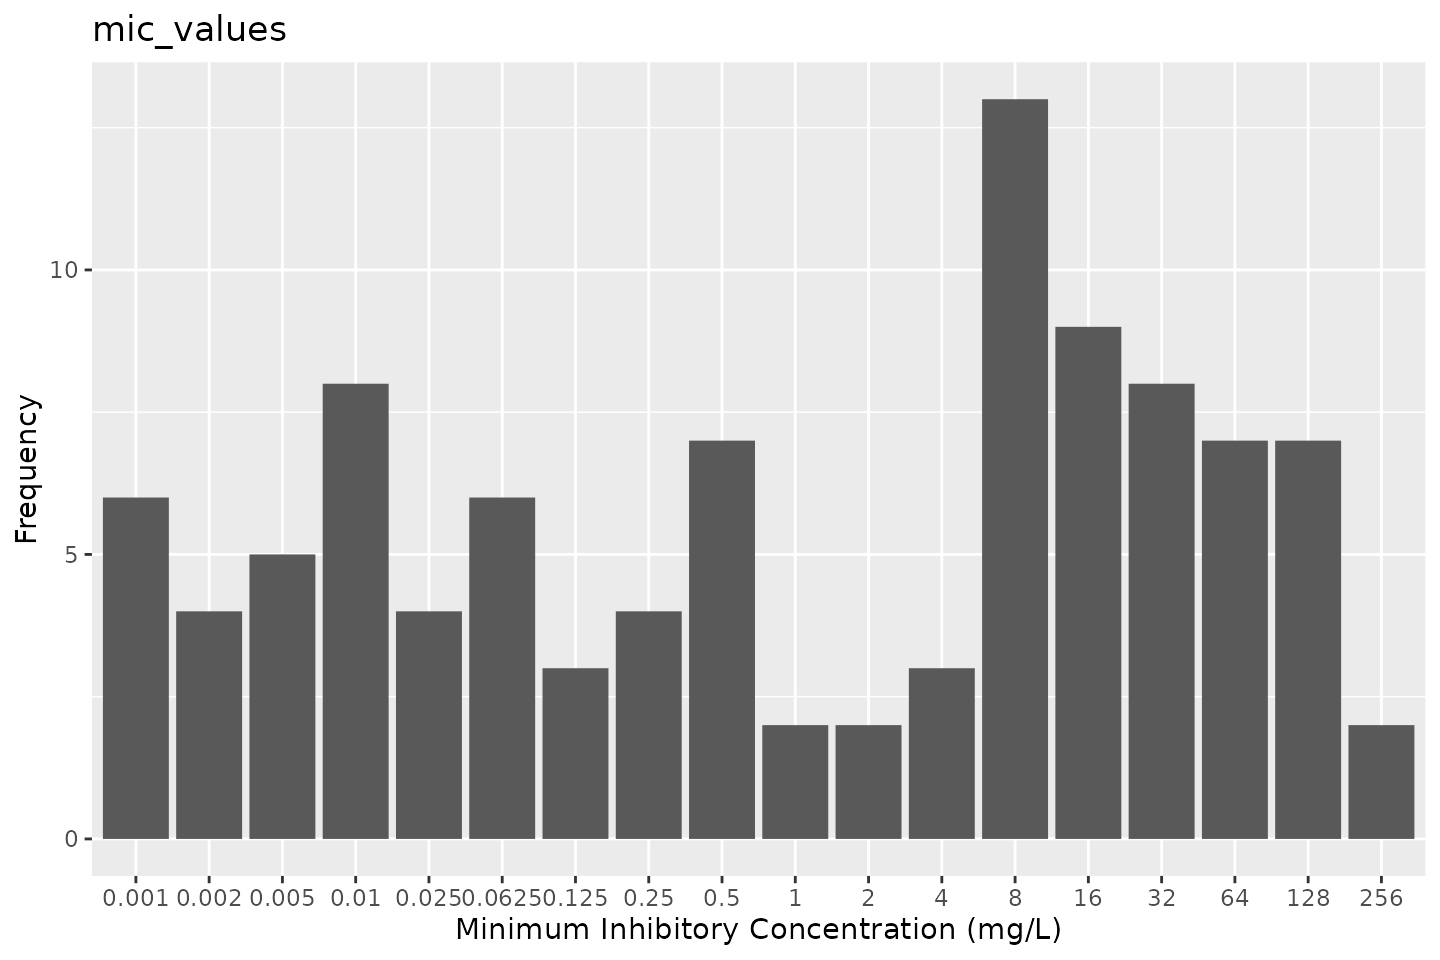 mic_values
Frequency
10
5
0
0.001 0.002 0.005 0.01 0.025 0.0625 0.125 0.25 0.5 1 2 4 8 16 32 64 128 256
Minimum Inhibitory Concentration (mg/L)